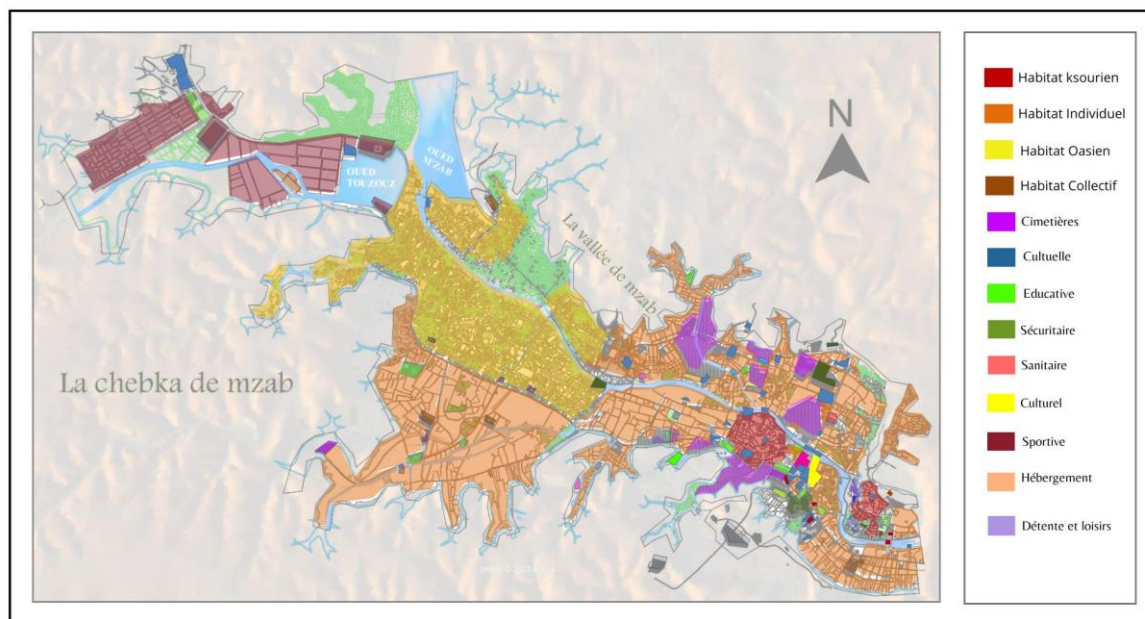 OUED
M'ZAB
OUED
TOUZOUZ
La vallée de mzab
La chebka de mzab
N
Habitat ksourien
Habitat Individuel
Habitat Oasien
Habitat Collectif
Cimetières
Cultuelle
Educative
Sécuritaire
Sanitaire
Culturel
Sportive
Hébergement
Détente et loisirs